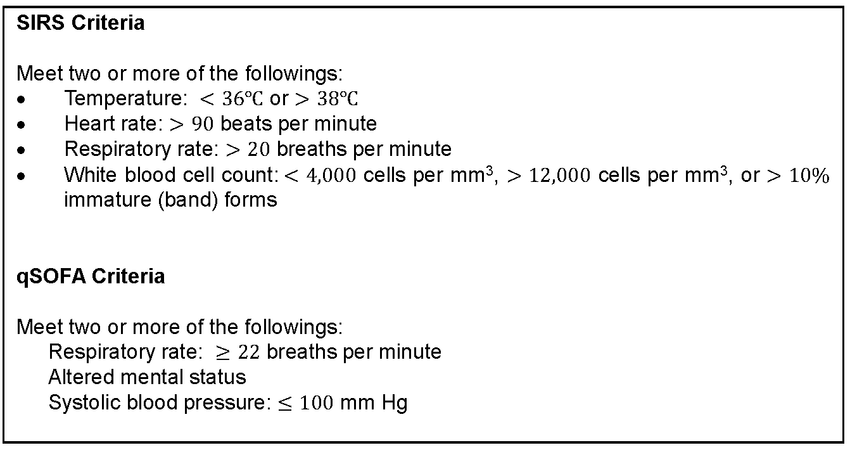 SIRS Criteria
Meet two or more of the followings:
• Temperature: < 36℃ or > 38℃
• Heart rate: > 90 beats per minute
• Respiratory rate: > 20 breaths per minute
• White blood cell count: < 4,000 cells per mm³, > 12,000 cells per mm³, or > 10%
immature (band) forms
qSOFA Criteria
Meet two or more of the followings:
Respiratory rate: ≥ 22 breaths per minute
Altered mental status
Systolic blood pressure: ≤ 100 mm Hg